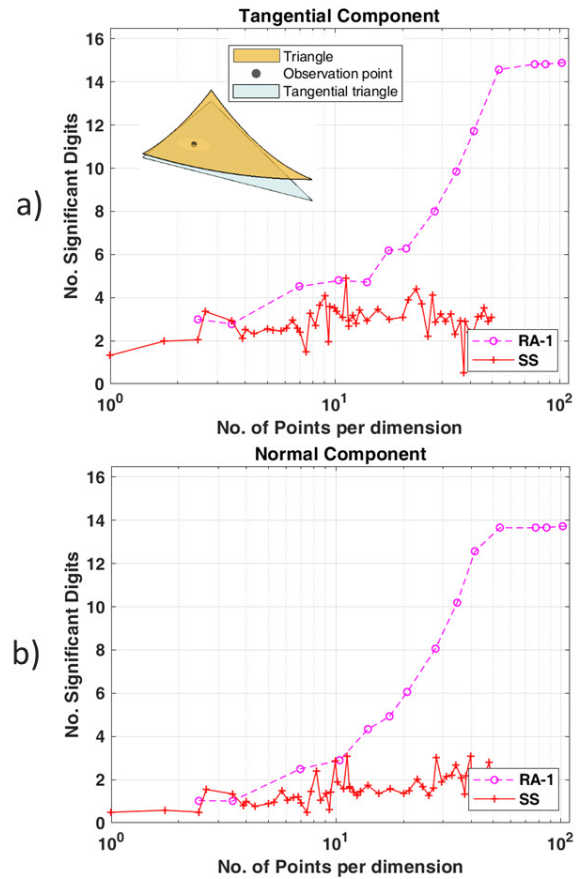 a)
Tangential Component
No. Significant Digits
16
14
12
10
8
6
4
2
0
Triangle
Observation point
Tangential triangle
RA-1
SS
10^0
10^1
10^2
No. of Points per dimension
b)
Normal Component
No. Significant Digits
16
14
12
10
8
6
4
2
0
RA-1
SS
10^0
10^1
10^2
No. of Points per dimension